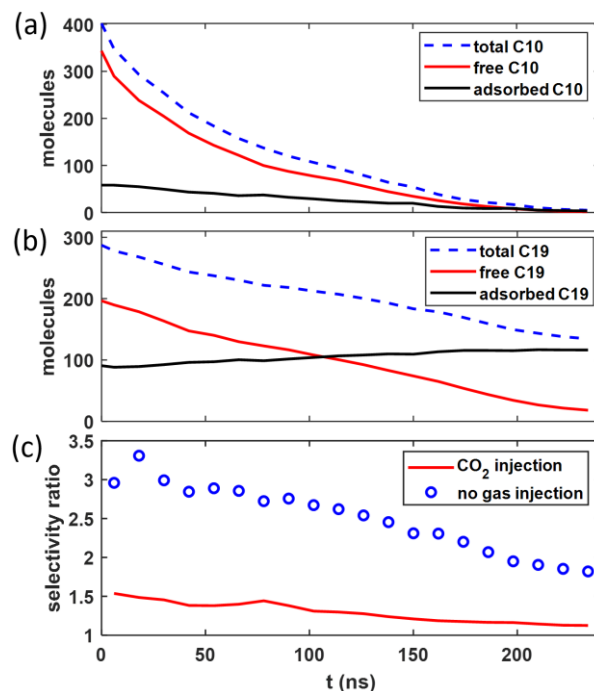 (a)
400
300
200
100
0
molecules
total C10
free C10
adsorbed C10
(b)
300
200
100
0
molecules
total C19
free C19
adsorbed C19
(c)
3.5
3
2.5
2
1.5
1
selectivity ratio
CO2 injection
no gas injection
0 50 100 150 200
t (ns)